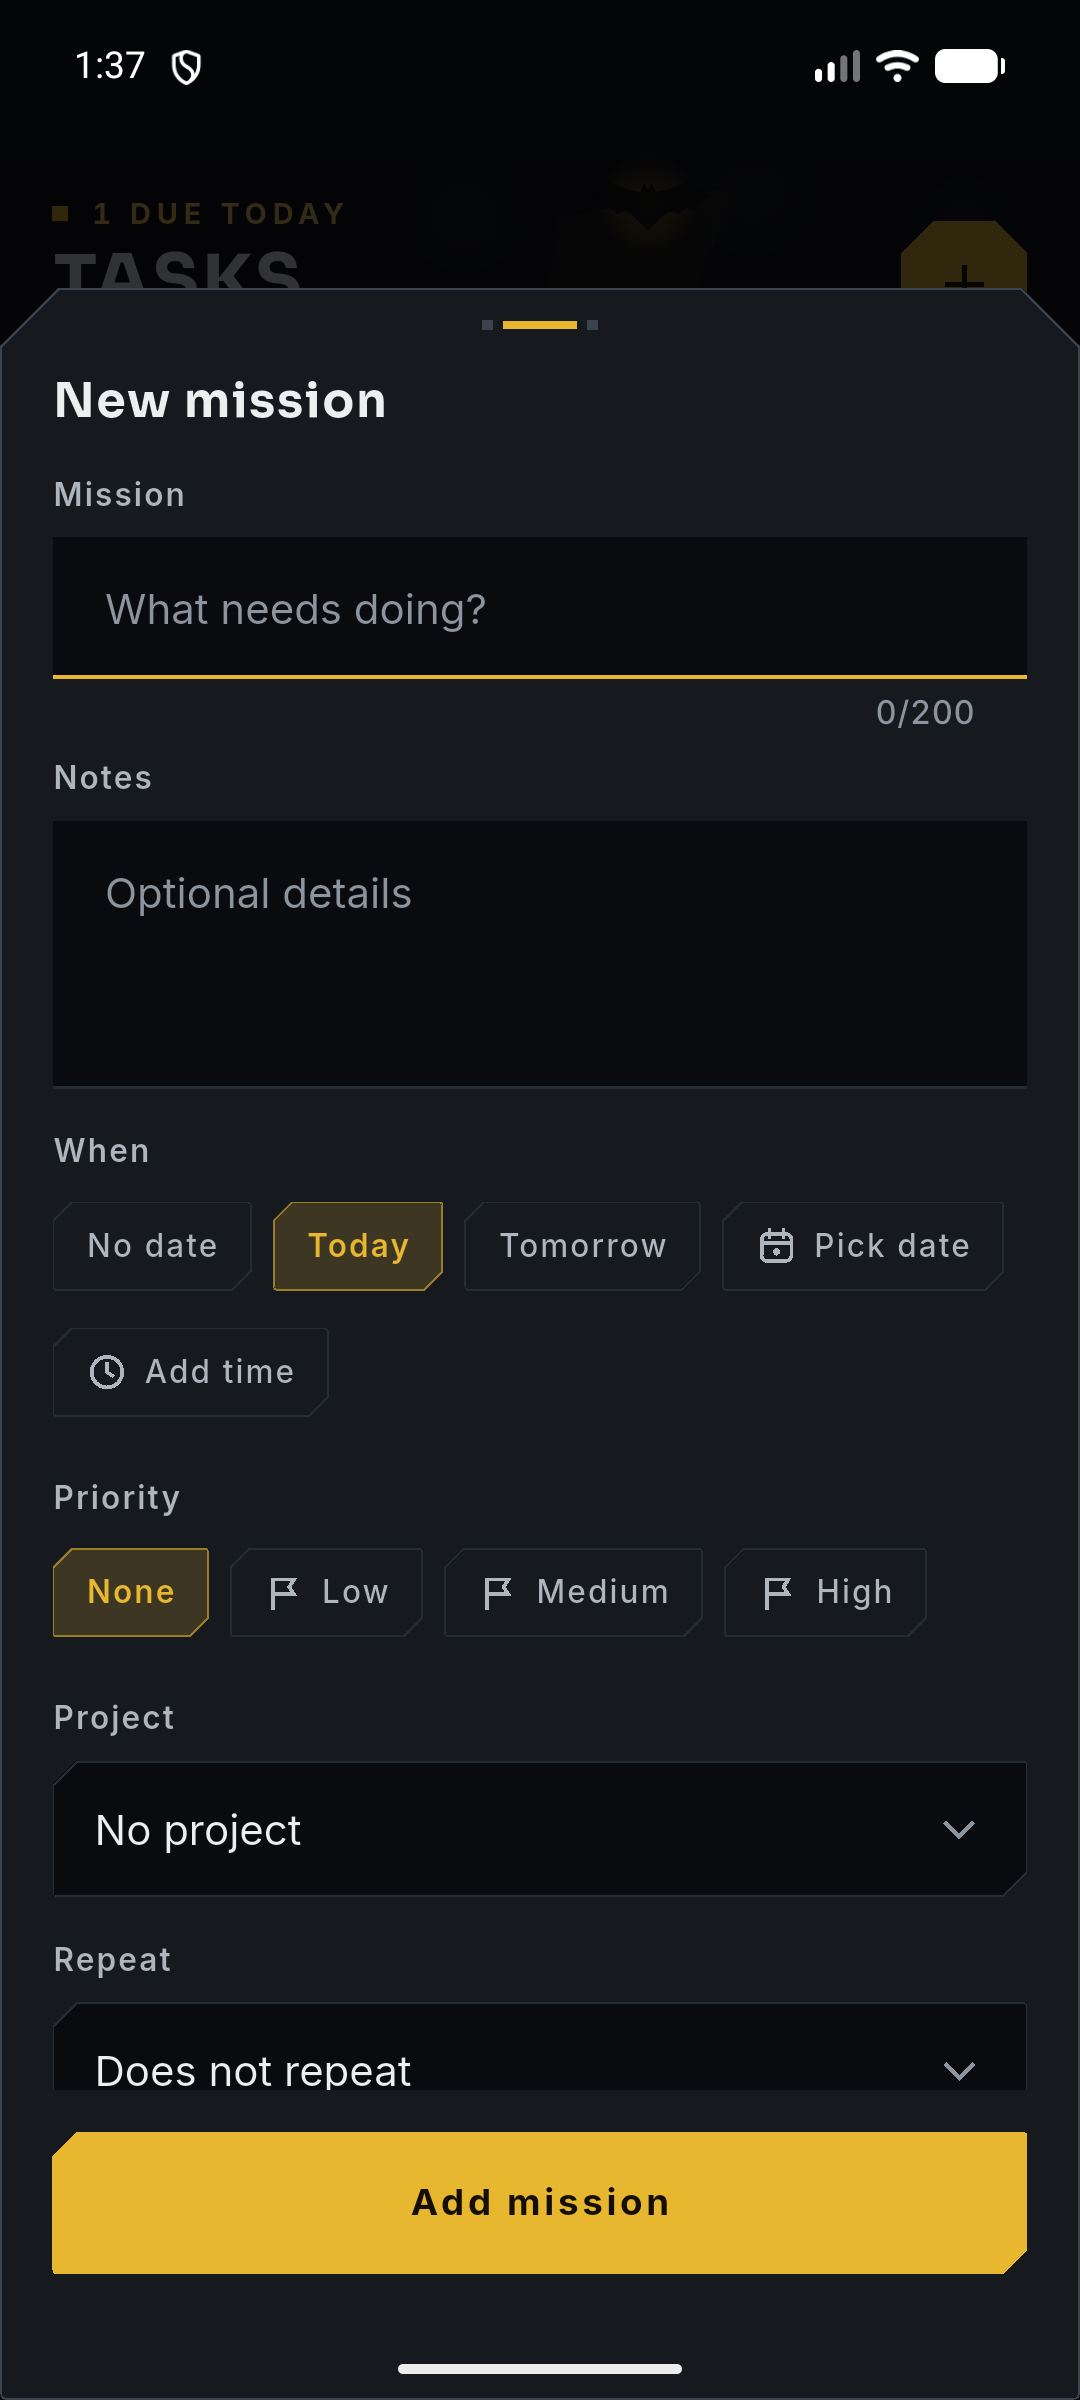 1:37
1 DUE TODAY
TASKS
New mission
Mission
What needs doing?
0/200
Notes
Optional details
When
No date Today Tomorrow Pick date
Add time
Priority
None Low Medium High
Project
No project
Repeat
Does not repeat
Add mission